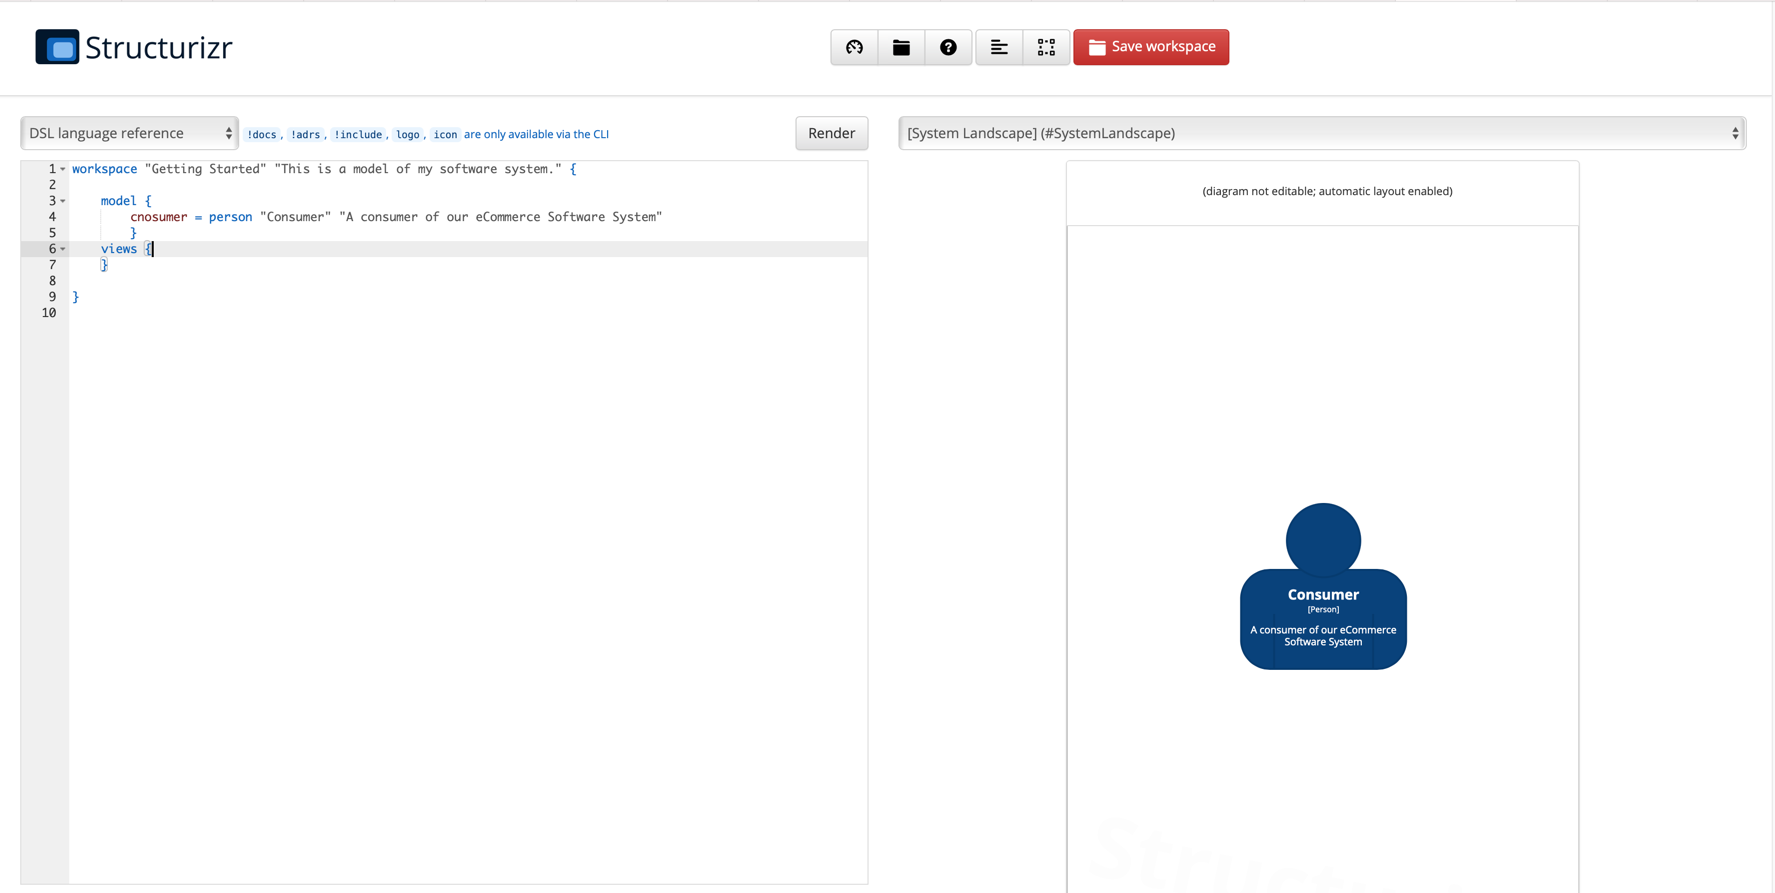 Structurizr
Save workspace
DSL language reference
!docs, !adrs, !include, logo, icon are only available via the CLI
Render
[System Landscape] (#SystemLandscape)
1 workspace "Getting Started" "This is a model of my software system." {
2
3 model {
4 cnosumer = person "Consumer" "A consumer of our eCommerce Software System"
5 }
6 views {
7 }
8
9 }
10
(diagram not editable; automatic layout enabled)
Consumer
[Person]
A consumer of our eCommerce
Software System